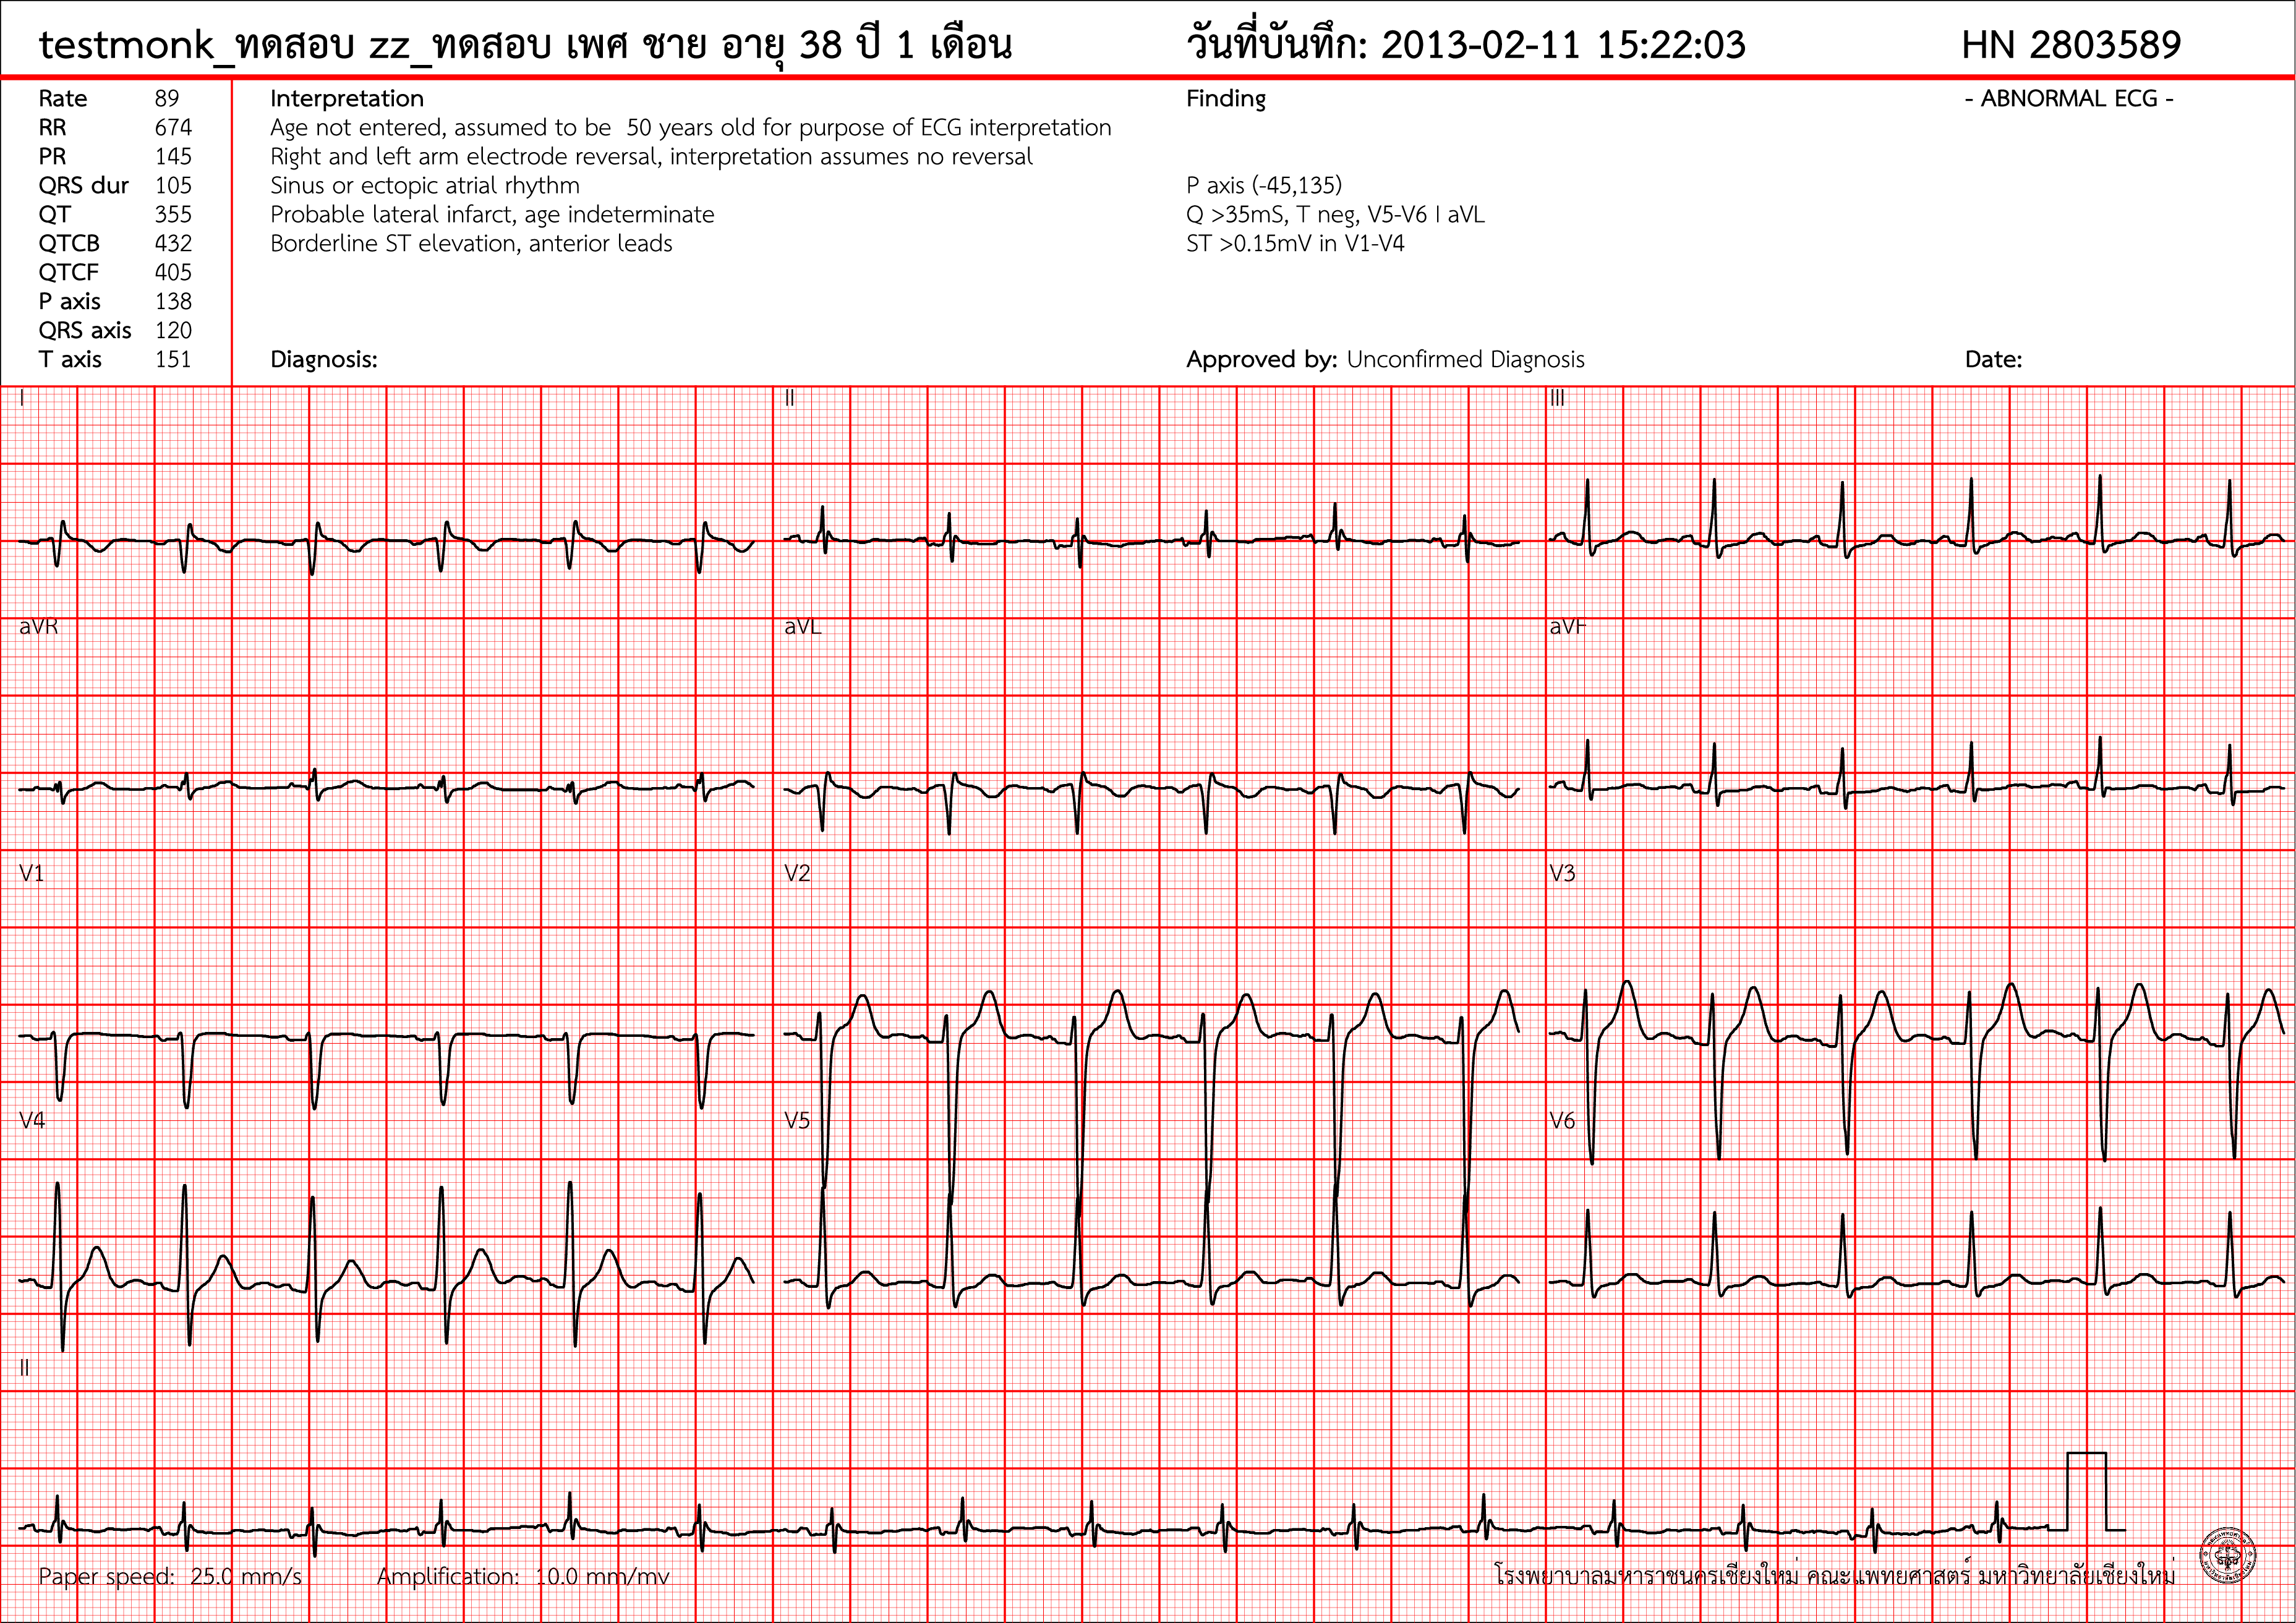 testmonk_ทดสอบ zz_ทดสอบ เพศ ชาย อายุ 38 ปี 1 เดือน วันที่บันทึก: 2013-02-11 15:22:03 HN 2803589
Rate 89 Interpretation Finding - ABNORMAL ECG -
RR 674 Age not entered, assumed to be 50 years old for purpose of ECG interpretation
PR 145 Right and left arm electrode reversal, interpretation assumes no reversal
QRS dur 105 Sinus or ectopic atrial rhythm P axis (-45,135)
QT 355 Probable lateral infarct, age indeterminate Q >35mS, T neg, V5-V6 I aVL
QTCB 432 Borderline ST elevation, anterior leads ST >0.15mV in V1-V4
QTCF 405
P axis 138
QRS axis 120
T axis 151 Diagnosis: Approved by: Unconfirmed Diagnosis Date:
I II III
aVR aVL aVF
V1 V2 V3
V4 V5 V6
II
Paper speed: 25.0 mm/s Amplification: 10.0 mm/mv โรงพยาบาลมหาราชนครเชียงใหม่ คณะแพทยศาสตร์ มหาวิทยาลัยเชียงใหม่